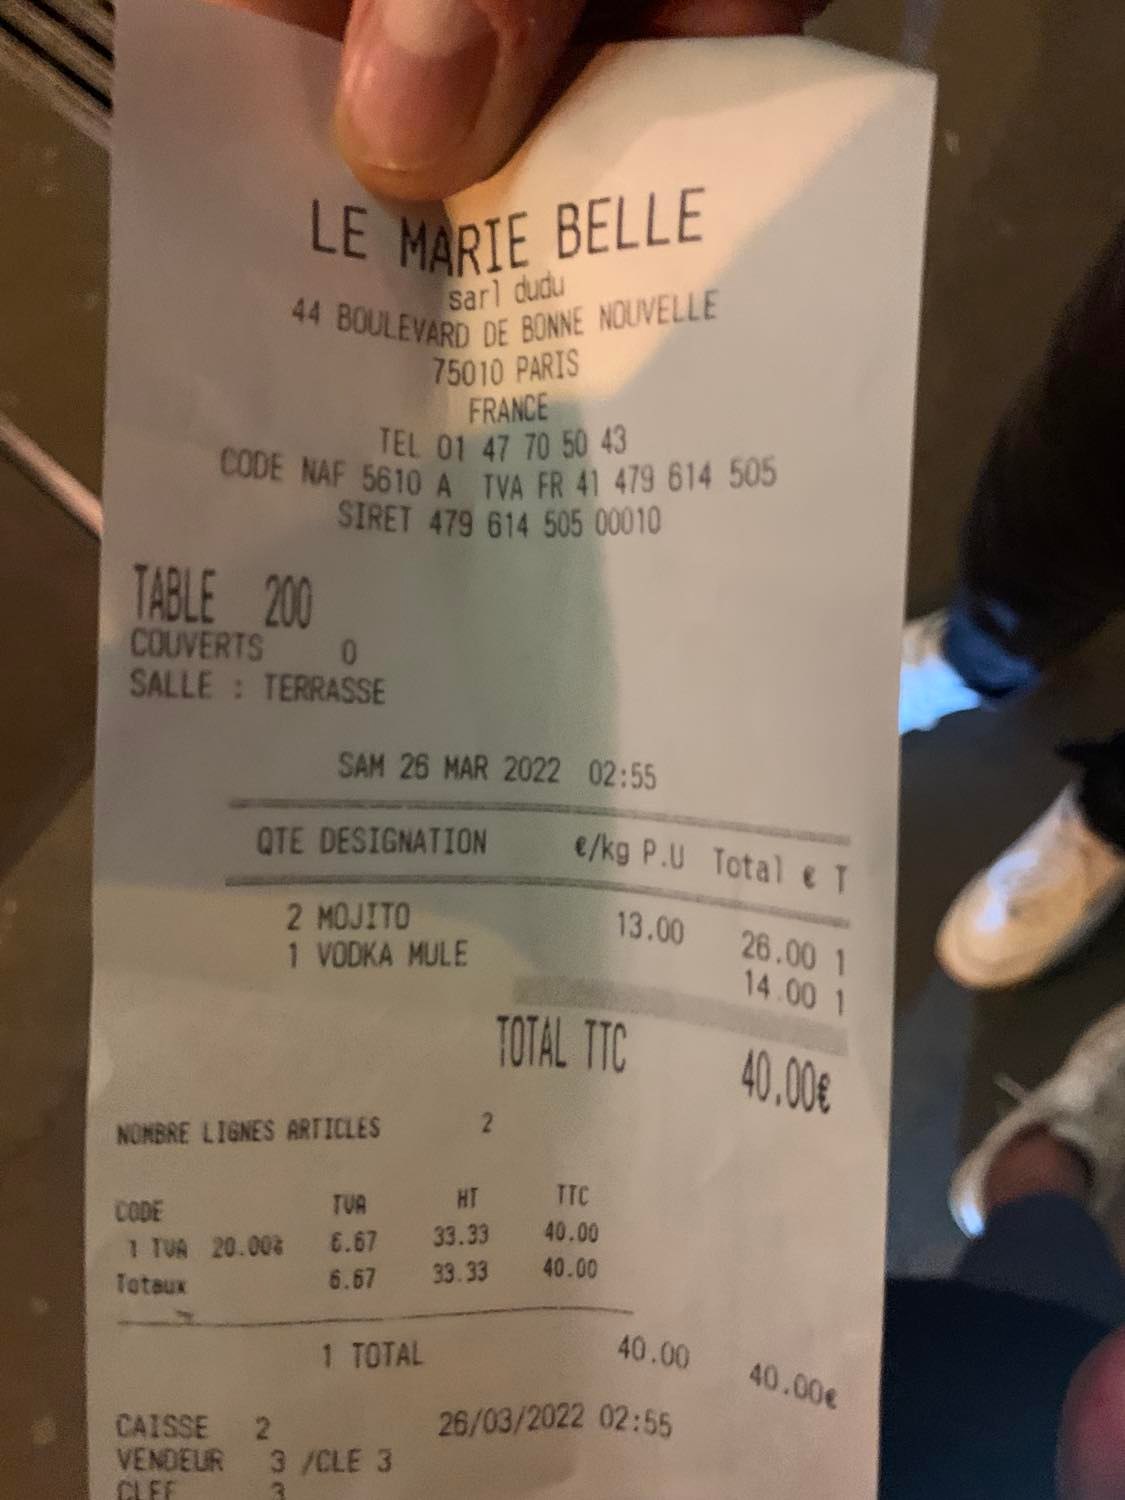 LE MARIE BELLE
sarl dudu
44 BOULEVARD DE BONNE NOUVELLE
75010 PARIS
FRANCE
TEL 01 47 70 50 43
CODE NAF 5610 A TVA FR 41 479 614 505
SIRET 479 614 505 00010
TABLE 200
COUVERTS 0
SALLE : TERRASSE
SAM 26 MAR 2022 02:55
QTE DESIGNATION €/kg P.U Total € T
2 MOJITO 13.00 26.00 1
1 VODKA MULE 14.00 1
TOTAL TTC 40.00€
NOMBRE LIGNES ARTICLES 2
CODE TVA HT TTC
1 TVA 20.00% 6.67 33.33 40.00
Totaux 6.67 33.33 40.00
1 TOTAL 40.00 40.00€
CAISSE 2 26/03/2022 02:55
VENDEUR 3 /CLE 3
CLEF 3